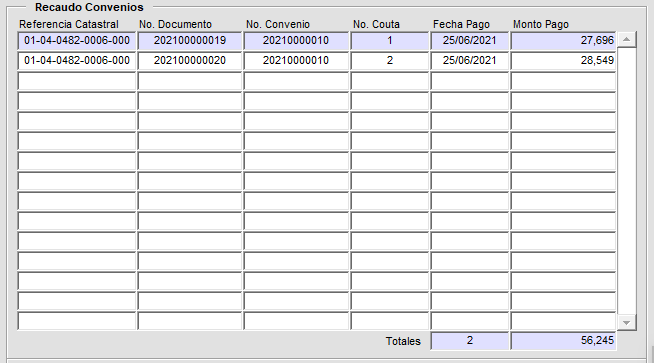 Recaudo Convenios
Referencia Catastral No. Documento No. Convenio No. Couta Fecha Pago Monto Pago
01-04-0482-0006-000 202100000019 20210000010 1 25/06/2021 27,696
01-04-0482-0006-000 202100000020 20210000010 2 25/06/2021 28,549
Totales 2 56,245